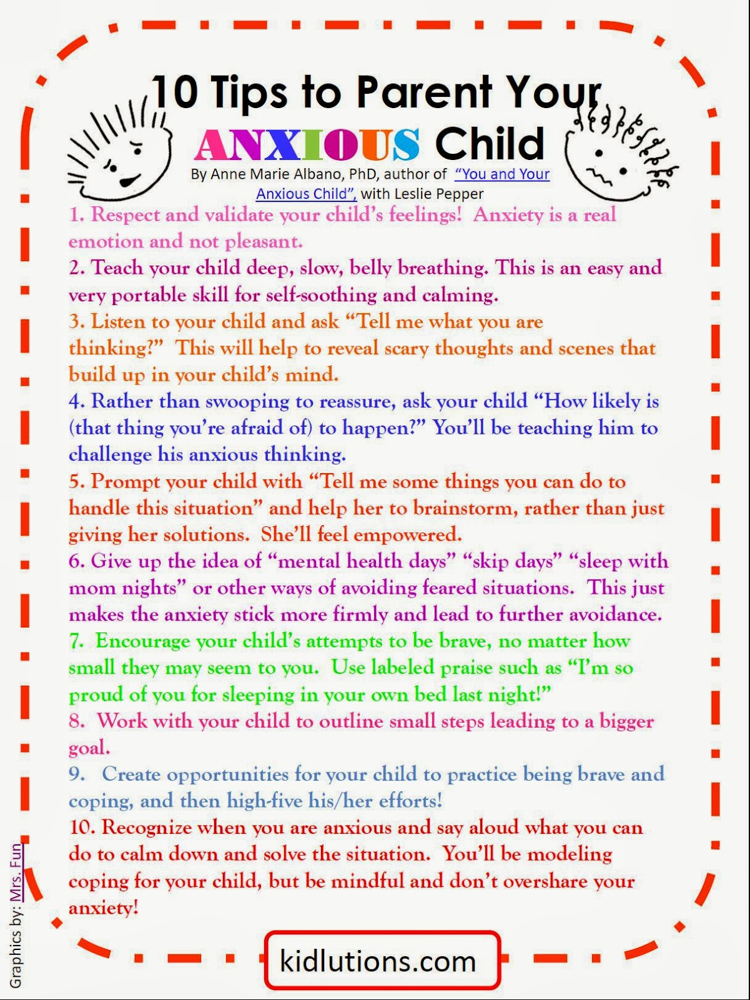 10 Tips to Parent Your
ANXIOUS Child
By Anne Marie Albano, PhD, author of “You and Your
Anxious Child”, with Leslie Pepper
1. Respect and validate your child’s feelings!  Anxiety is a real
emotion and not pleasant.
2. Teach your child deep, slow, belly breathing. This is an easy and
very portable skill for self-soothing and calming.
3. Listen to your child and ask “Tell me what you are
thinking?”  This will help to reveal scary thoughts and scenes that
build up in your child’s mind.
4. Rather than swooping to reassure, ask your child “How likely is
(that thing you’re afraid of) to happen?” You’ll be teaching him to
challenge his anxious thinking.
5. Prompt your child with “Tell me some things you can do to
handle this situation” and help her to brainstorm, rather than just
giving her solutions.  She’ll feel empowered.
6. Give up the idea of “mental health days” “skip days” “sleep with
mom nights” or other ways of avoiding feared situations.  This just
makes the anxiety stick more firmly and lead to further avoidance.
7.  Encourage your child’s attempts to be brave, no matter how
small they may seem to you.  Use labeled praise such as “I’m so
proud of you for sleeping in your own bed last night!”
8.  Work with your child to outline small steps leading to a bigger
goal.
9.   Create opportunities for your child to practice being brave and
coping, and then high-five his/her efforts!
10. Recognize when you are anxious and say aloud what you can
do to calm down and solve the situation.  You’ll be modeling
coping for your child, but be mindful and don’t overshare your
anxiety!
Graphics by: Mrs. Fun
kidlutions.com